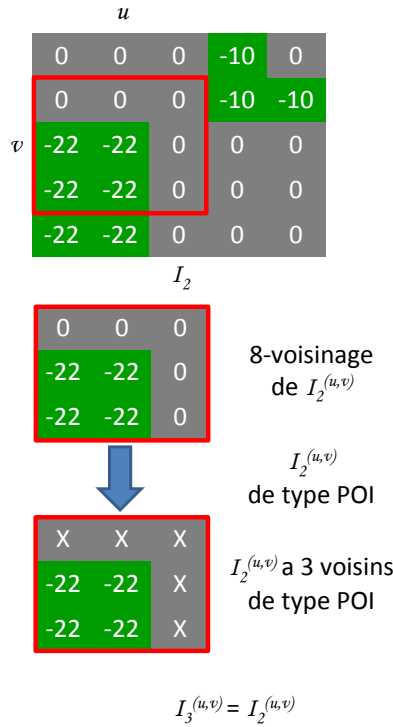 u
0 0 0 -10 0
0 0 0 -10 -10
v
-22 -22 0 0 0
-22 -22 0 0 0
-22 -22 0 0 0
I2
0 0 0
-22 -22 0
-22 -22 0
8-voisinage
de I2(u,v)
I2(u,v)
de type POI
X X X
-22 -22 X
-22 -22 X
I2(u,v) a 3 voisins
de type POI
I3(u,v) = I2(u,v)